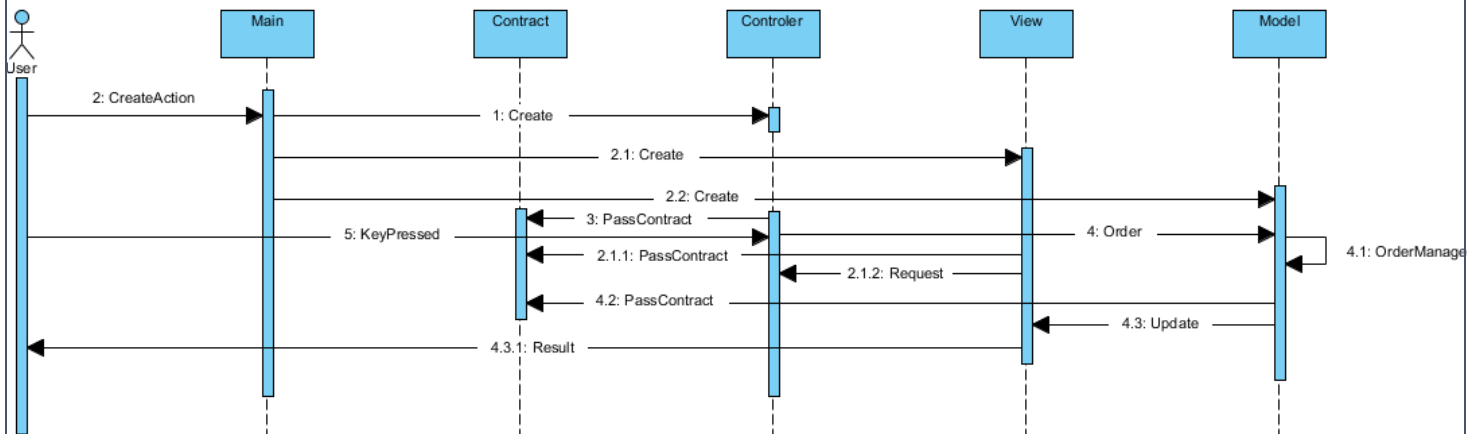 Main
Contract
Controler
View
Model
User
2: CreateAction
1: Create
2.1: Create
2.2: Create
3: PassContract
5: KeyPressed
4: Order
4.1: OrderManage
2.1.1: PassContract
2.1.2: Request
4.2: PassContract
4.3: Update
4.3.1: Result